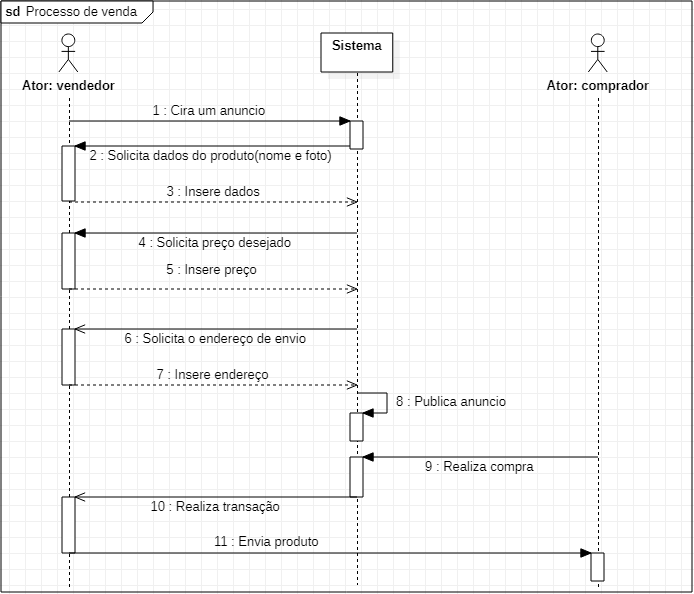 sd Processo de venda
Sistema
Ator: vendedor
Ator: comprador
1 : Cira um anuncio
2 : Solicita dados do produto(nome e foto)
3 : Insere dados
4 : Solicita preço desejado
5 : Insere preço
6 : Solicita o endereço de envio
7 : Insere endereço
8 : Publica anuncio
9 : Realiza compra
10 : Realiza transação
11 : Envia produto